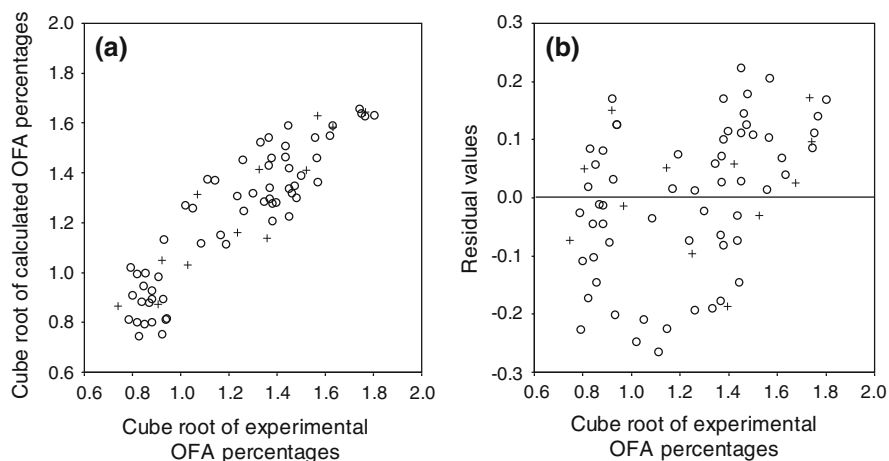 (a)
Cube root of calculated OFA percentages
2.0
1.8
1.6
1.4
1.2
1.0
0.8
0.6
0.6 0.8 1.0 1.2 1.4 1.6 1.8 2.0
Cube root of experimental
OFA percentages
(b)
Residual values
0.3
0.2
0.1
0.0
-0.1
-0.2
-0.3
0.6 0.8 1.0 1.2 1.4 1.6 1.8 2.0
Cube root of experimental
OFA percentages